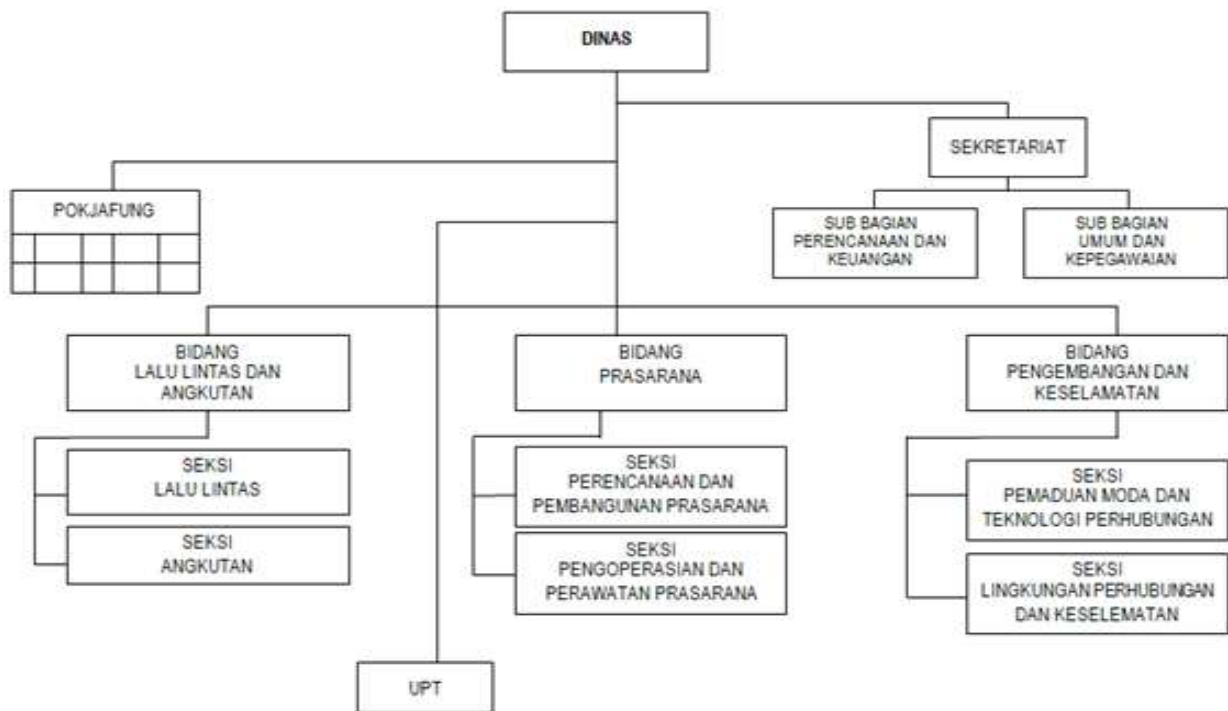 DINAS
SEKRETARIAT
POKJAFUNG
SUB BAGIAN
PERENCANAAN DAN
KEUANGAN
SUB BAGIAN
UMUM DAN
KEPEGAWAIAN
BIDANG
LALU LINTAS DAN
ANGKUTAN
BIDANG
PRASARANA
BIDANG
PENGEMBANGAN DAN
KESELAMATAN
SEKSI
LALU LINTAS
SEKSI
ANGKUTAN
SEKSI
PERENCANAAN DAN
PEMBANGUNAN PRASARANA
SEKSI
PENGOPERASIAN DAN
PERAWATAN PRASARANA
SEKSI
PEMADUAN MODA DAN
TEKNOLOGI PERHUBUNGAN
SEKSI
LINGKUNGAN PERHUBUNGAN
DAN KESELEMATAN
UPT